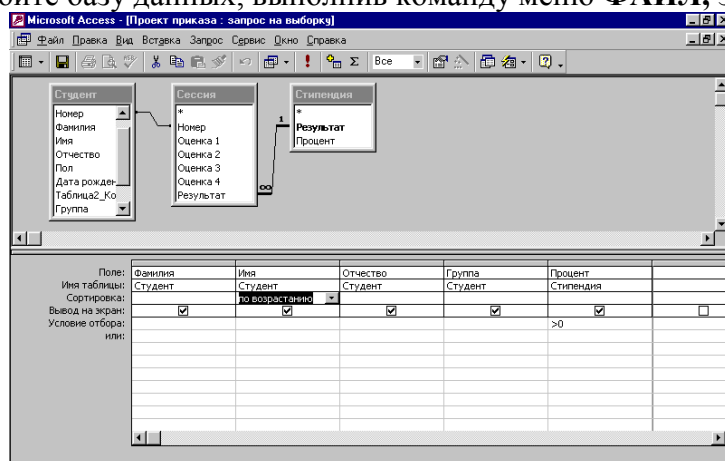 ойте базу данных, выполнив команду меню ФАЙЛ,
Microsoft Access - [Проект приказа : запрос на выборку]
Файл Правка Вид Вставка Запрос Сервис Окно Справка
Все
Студент Сессия Стипендия
Номер
Фамилия
Имя
Отчество
Пол
Дата рожден
Таблица2_Ко
Группа
*
Номер
Оценка 1
Оценка 2
Оценка 3
Оценка 4
Результат
1
∞
*
Результат
Процент
Поле: Фамилия Имя Отчество Группа Процент
Имя таблицы: Студент Студент Студент Студент Стипендия
Сортировка: по возрастанию
Вывод на экран:
Условие отбора: >0
или: